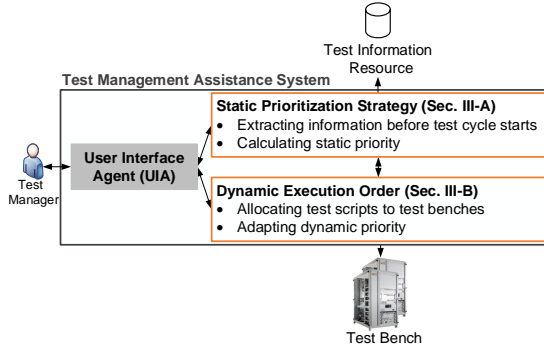 Test Information
Resource
Test Management Assistance System
Static Prioritization Strategy (Sec. III-A)
• Extracting information before test cycle starts
• Calculating static priority
User Interface
Agent (UIA)
Test
Manager
Dynamic Execution Order (Sec. III-B)
• Allocating test scripts to test benches
• Adapting dynamic priority
Test Bench